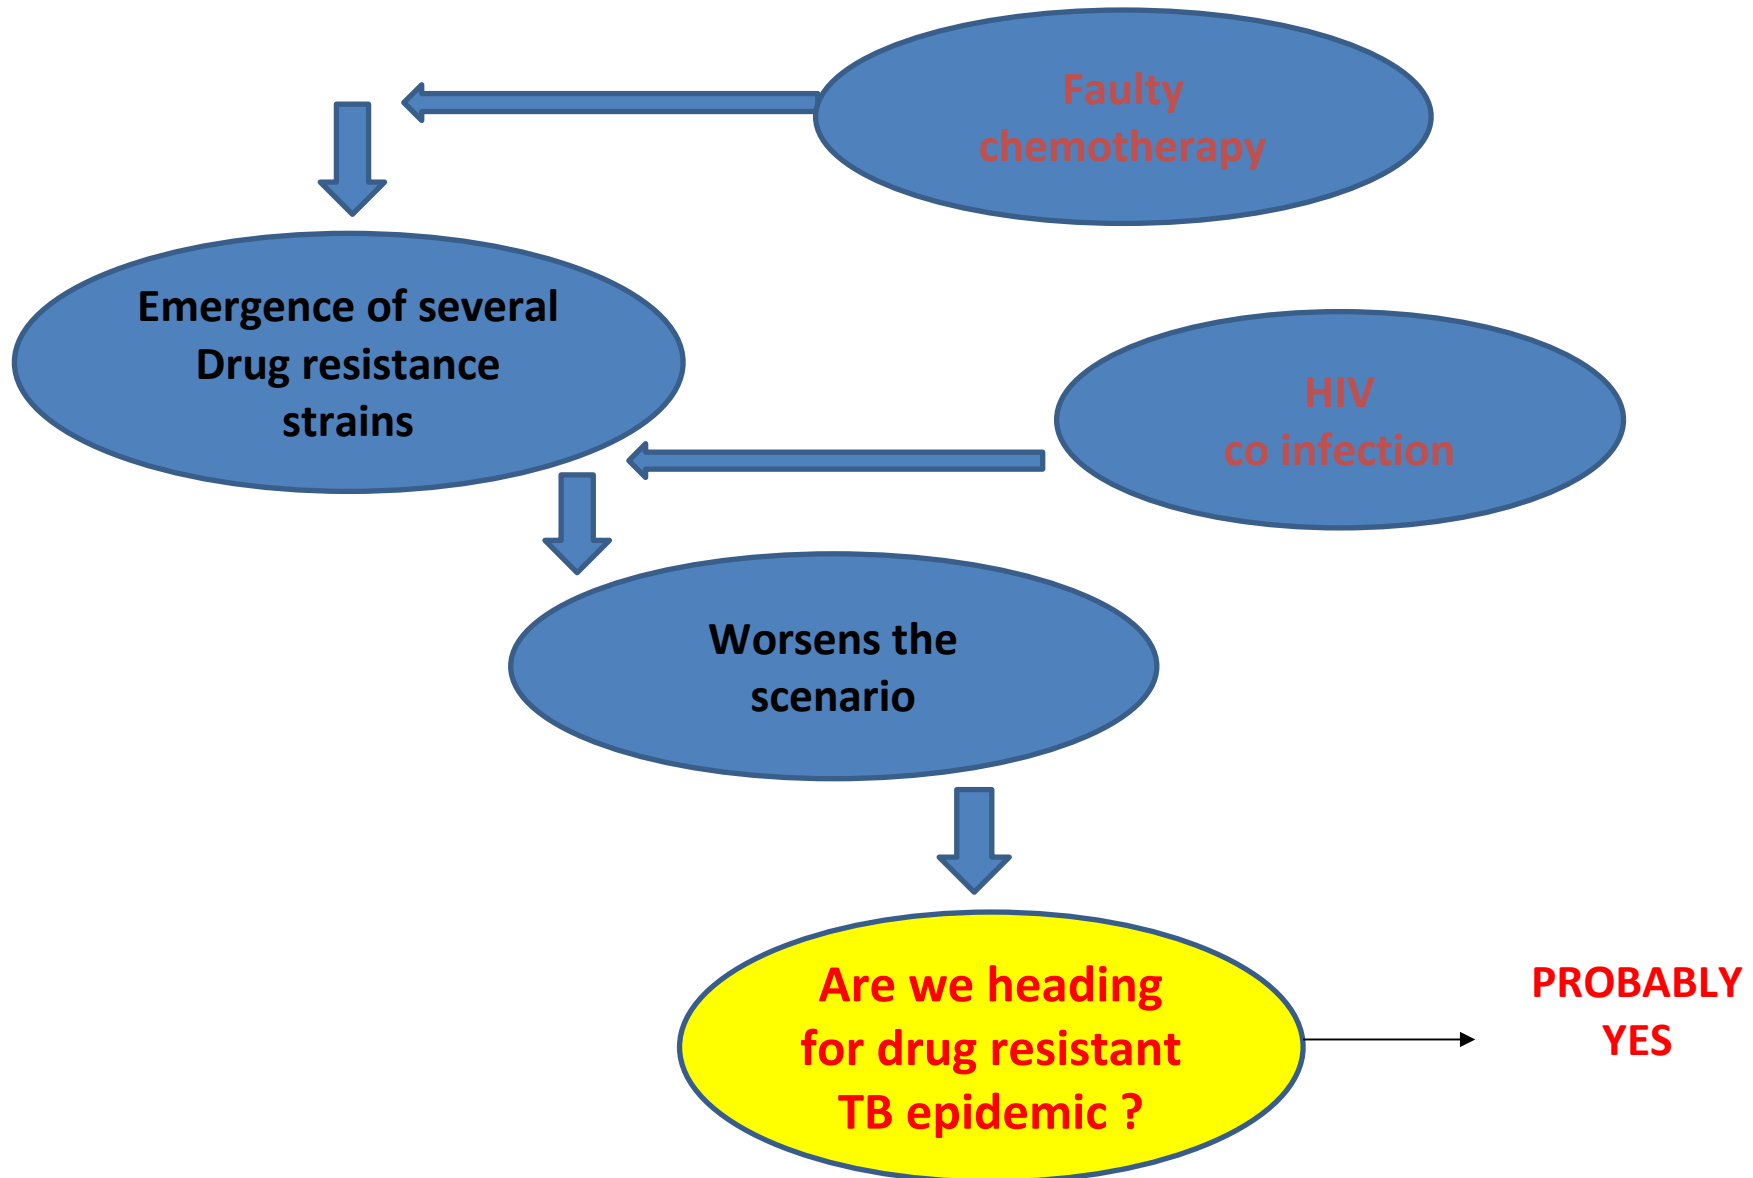 Faulty
chemotherapy
Emergence of several
Drug resistance
strains
HIV
co infection
Worsens the
scenario
Are we heading
for drug resistant
TB epidemic ?
PROBABLY
YES